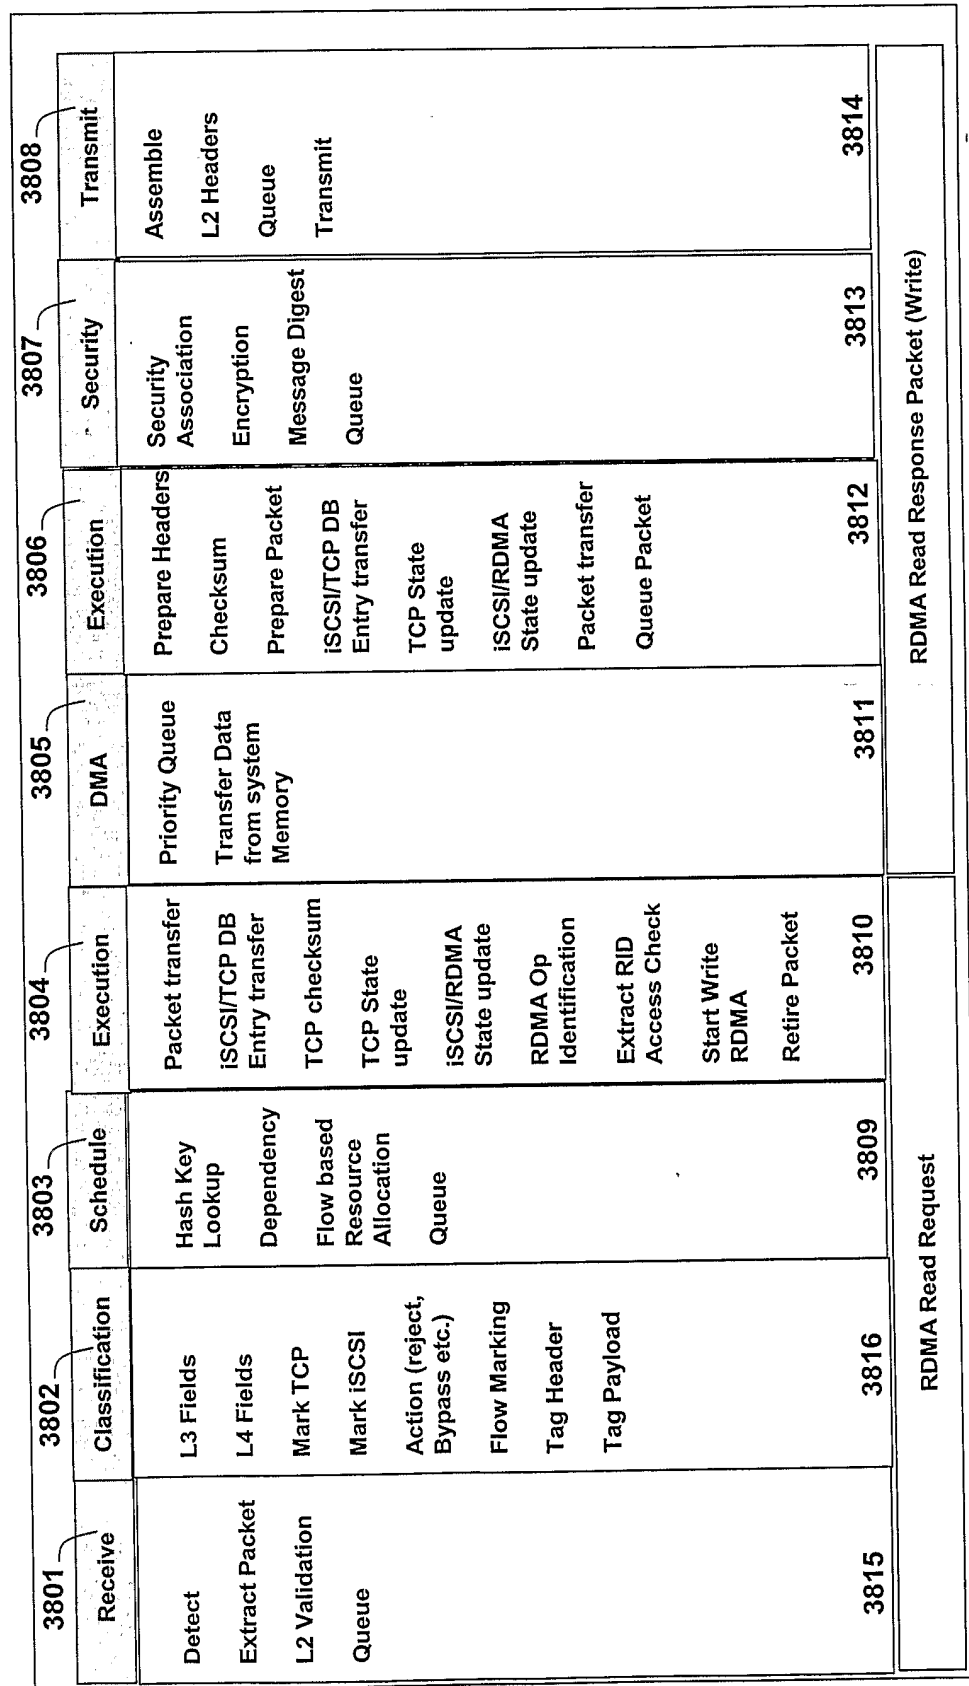 3801
Receive
Detect
Extract Packet
L2 Validation
Queue
3815
3802
Classification
L3 Fields
L4 Fields
Mark TCP
Mark iSCSI
Action (reject,
Bypass etc.)
Flow Marking
Tag Header
Tag Payload
3816
3803
Schedule
Hash Key
Lookup
Dependency
Flow based
Resource
Allocation
Queue
3809
3804
Execution
Packet transfer
iSCSI/TCP DB
Entry transfer
TCP checksum
TCP State
update
iSCSI/RDMA
State update
RDMA Op
Identification
Extract RID
Access Check
Start Write
RDMA
Retire Packet
3810
3805
DMA
Priority Queue
Transfer Data
from system
Memory
3811
3806
Execution
Prepare Headers
Checksum
Prepare Packet
iSCSI/TCP DB
Entry transfer
TCP State
update
iSCSI/RDMA
State update
Packet transfer
Queue Packet
3812
3807
Security
Security
Association
Encryption
Message Digest
Queue
3813
3808
Transmit
Assemble
L2 Headers
Queue
Transmit
3814
RDMA Read Request
RDMA Read Response Packet (Write)